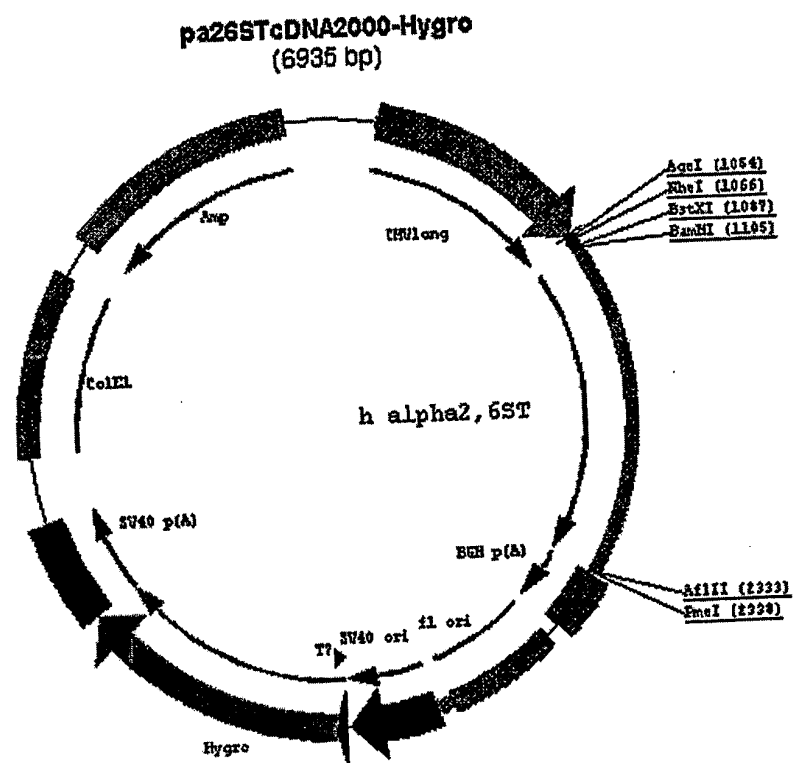 pa26STcDNA2000-Hygro
(6935 bp)
AgeI (1054)
NheI (1066)
BstXI (1087)
BamHI (1105)
Amp
CMVlong
ColE1
h alpha2,6ST
SV40 p(A)
BGH p(A)
AflII (2333)
PmeI (2338)
T7
SV40 ori
f1 ori
Hygro